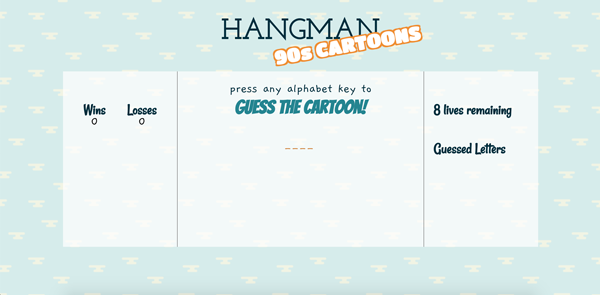 HANGMAN
90s CARTOONS
Wins Losses
0 0
press any alphabet key to
GUESS THE CARTOON!
_ _ _ _
8 lives remaining
Guessed Letters